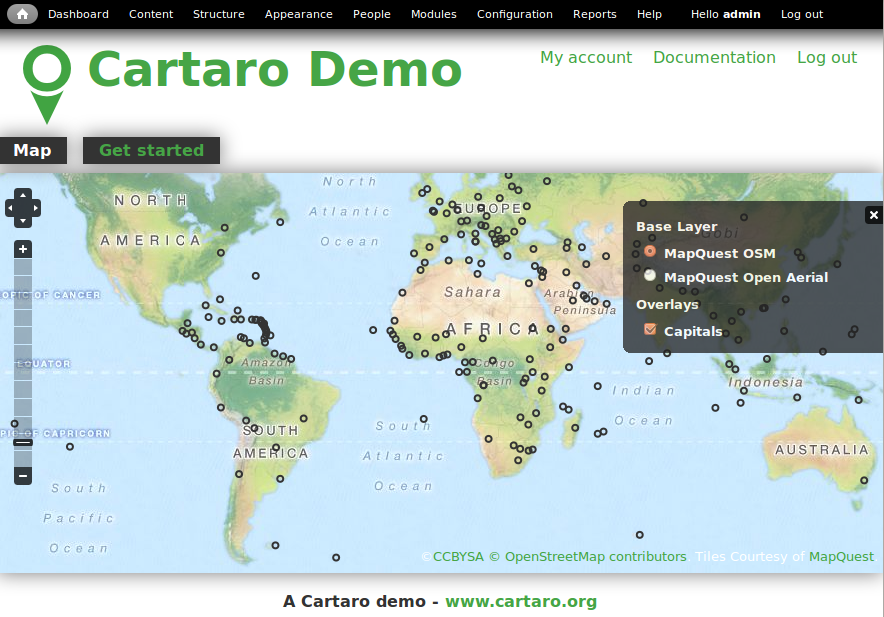 Dashboard Content Structure Appearance People Modules Configuration Reports Help Hello admin Log out
Cartaro Demo
My account Documentation Log out
Map Get started
North
Atlantic
Ocean
NORTH
AMERICA
EUROPE
Gobi
Base Layer
MapQuest OSM
MapQuest Open Aerial
Overlays
Capitals
OPIC OF CANCER
Sahara
Arabian
Peninsula
AFRICA
EQUATOR
Amazon
Basin
Congo
Basin
Indian
Ocean
Indonesia
PIC OF CAPRICORN
SOUTH
AMERICA
South
Atlantic
Ocean
AUSTRALIA
South
Pacific
Ocean
©CCBYSA © OpenStreetMap contributors. Tiles Courtesy of MapQuest
A Cartaro demo - www.cartaro.org